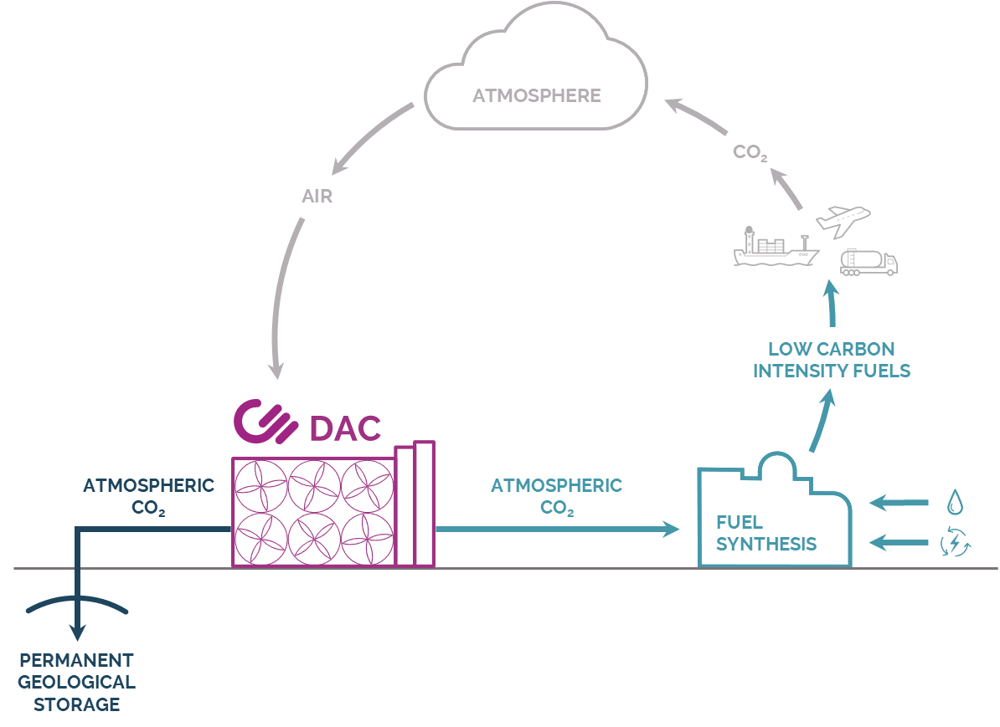 ATMOSPHERE
CO₂
AIR
LOW CARBON
INTENSITY FUELS
DAC
ATMOSPHERIC
CO₂
ATMOSPHERIC
CO₂
FUEL
SYNTHESIS
PERMANENT
GEOLOGICAL
STORAGE